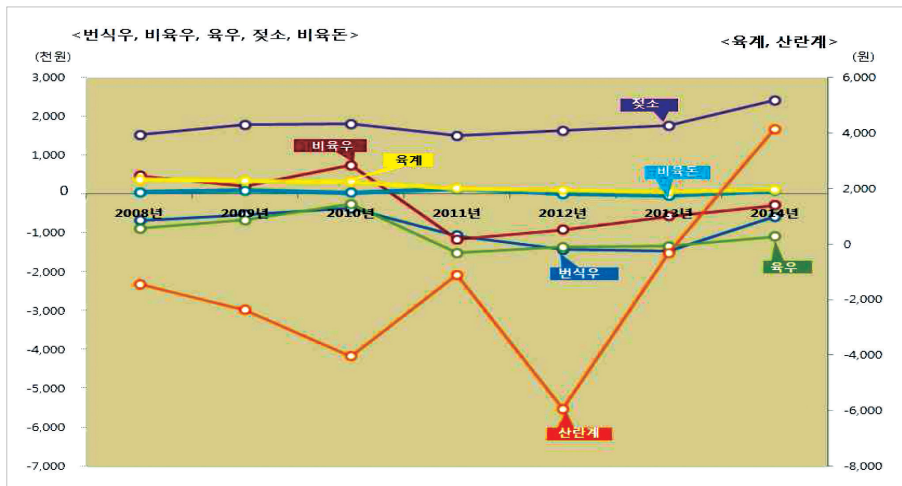 <번식우, 비육우, 육우, 젖소, 비육돈>
<육계, 산란계>
(천원)
(원)
3,000
6,000
2,000
젖소
4,000
비육우
육계
1,000
비육돈
0
2,000
2008년 2009년 2010년 2011년 2012년 2013년 2014년
-1,000
0
번식우
육우
-2,000
-2,000
-3,000
-4,000
-4,000
-5,000
-6,000
산란계
-6,000
-7,000
-8,000